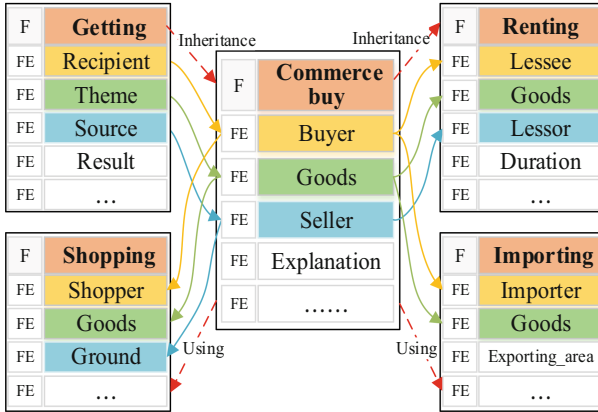 F Getting
FE Recipient
FE Theme
FE Source
FE Result
FE ...
Inheritance
F Commerce
buy
FE Buyer
FE Goods
FE Seller
FE Explanation
FE ......
Inheritance
F Renting
FE Lessee
FE Goods
FE Lessor
FE Duration
FE ...
F Shopping
FE Shopper
FE Goods
FE Ground
FE ...
Using
Using
F Importing
FE Importer
FE Goods
FE Exporting_area
FE ...